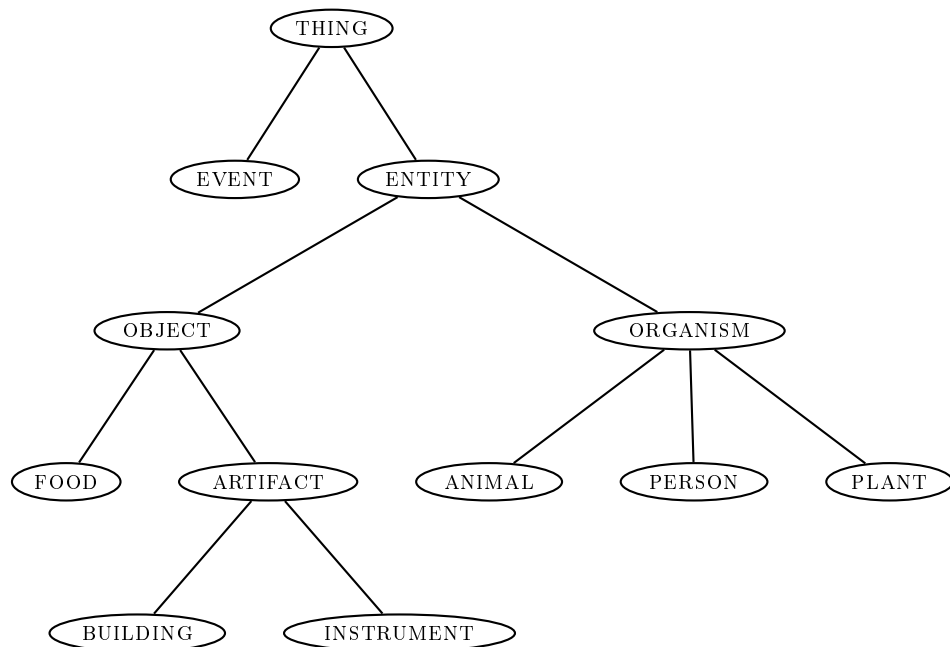 THING
EVENT ENTITY
OBJECT ORGANISM
FOOD ARTIFACT ANIMAL PERSON PLANT
BUILDING INSTRUMENT